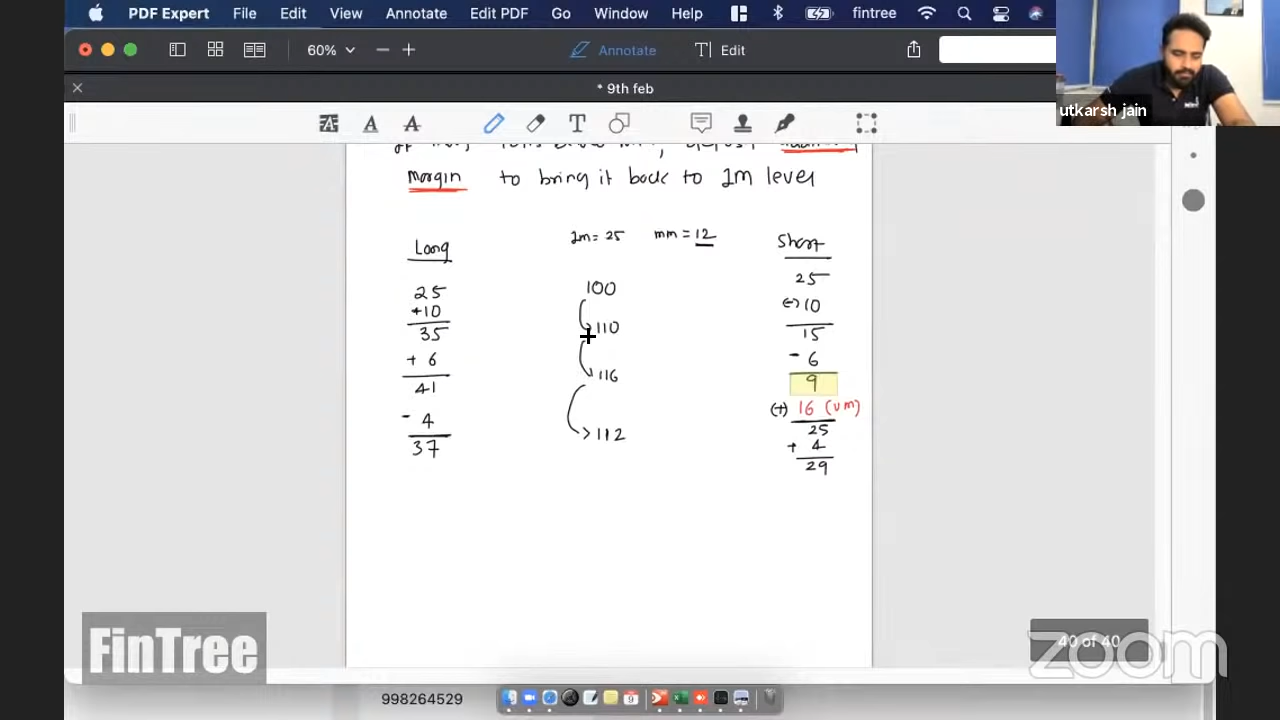 PDF Expert File Edit View Annotate Edit PDF Go Window Help fintree
60% Annotate T Edit
* 9th feb
utkarsh jain
margin to bring it back to Im level
Im = 25 mm = 12
Long
Short
25
+10
35
+ 6
41
- 4
37
100
110
116
112
25
(-) 10
15
- 6
9
(+) 16 (vm)
25
+ 4
29
FinTree
40 of 40
zoom
998264529